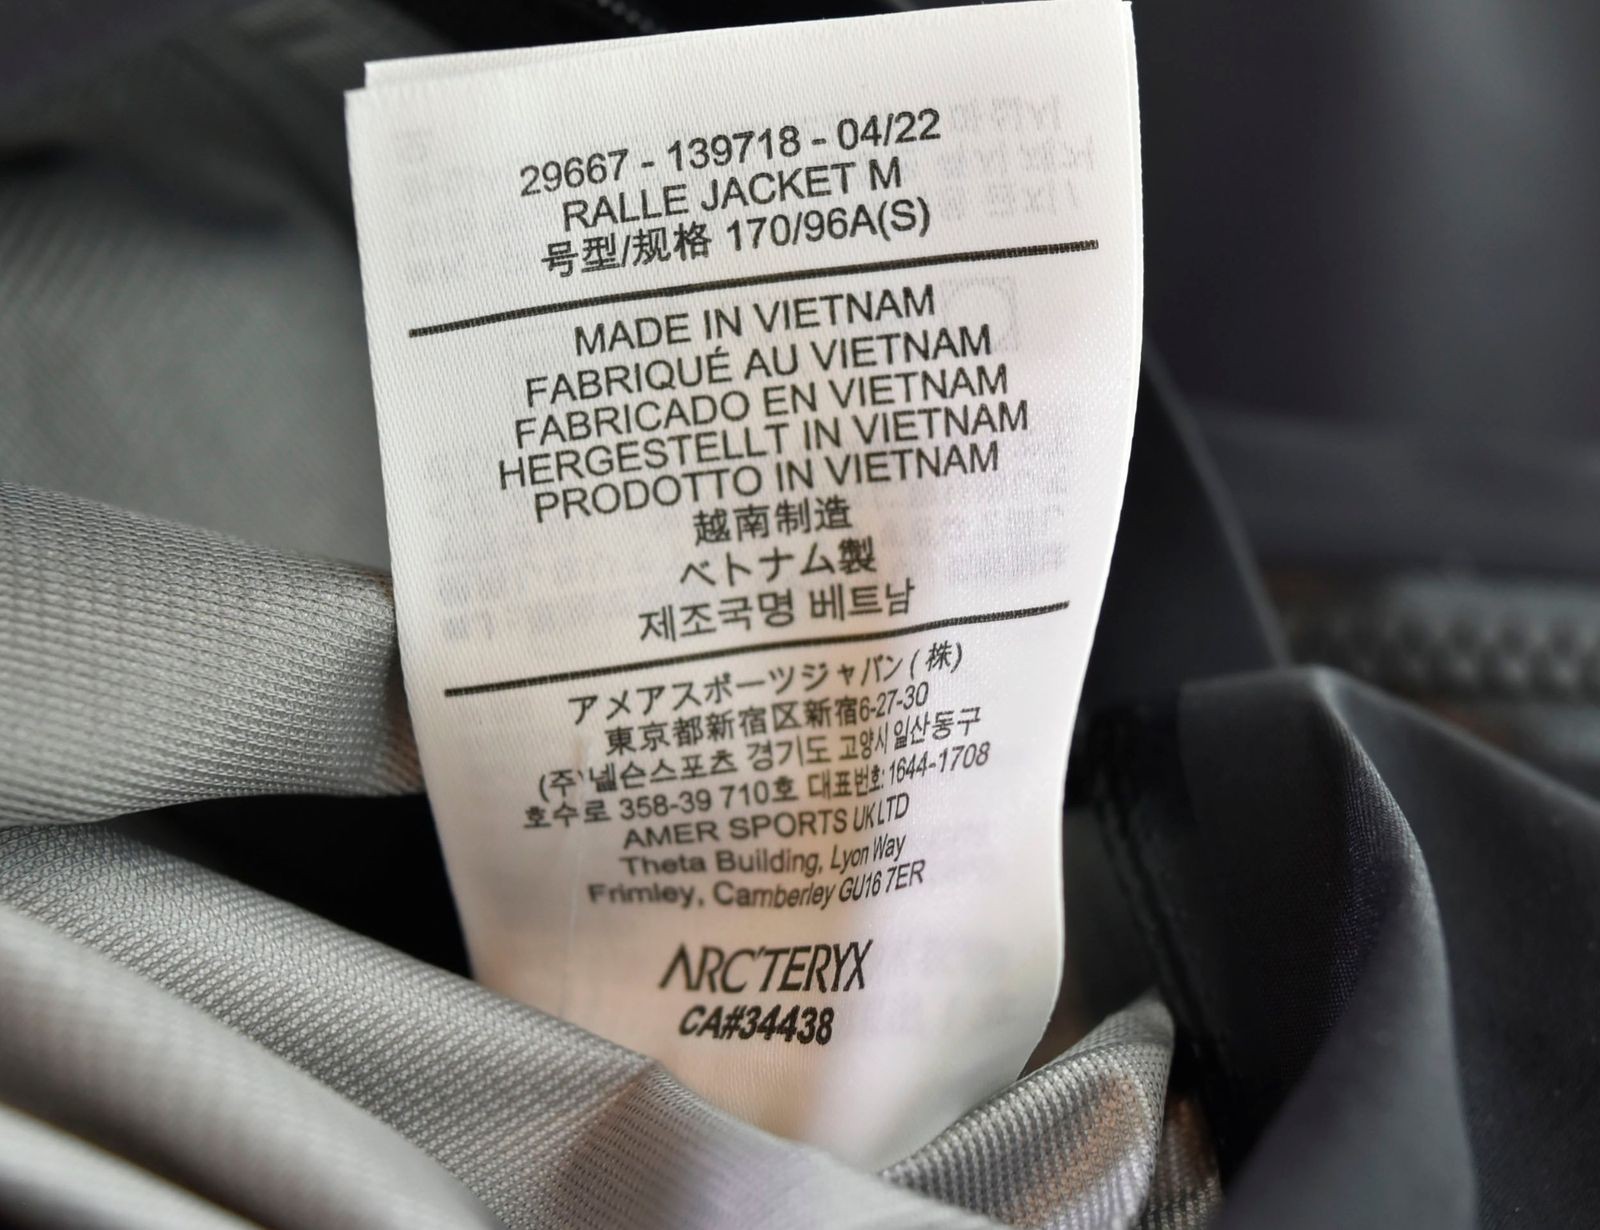 29667 - 139718 - 04/22
RALLE JACKET M
号型/规格 170/96A(S)
MADE IN VIETNAM
FABRIQUÉ AU VIETNAM
FABRICADO EN VIETNAM
HERGESTELLT IN VIETNAM
PRODOTTO IN VIETNAM
越南制造
ベトナム製
제조국명 베트남
アメアスポーツジャパン(株)
東京都新宿区新宿6-27-30
(주)넬슨스포츠 경기도 고양시 일산동구
호수로 358-39 710호 대표번호: 1644-1708
AMER SPORTS UK LTD
Theta Building, Lyon Way
Frimley, Camberley GU16 7ER
ARC'TERYX
CA#34438